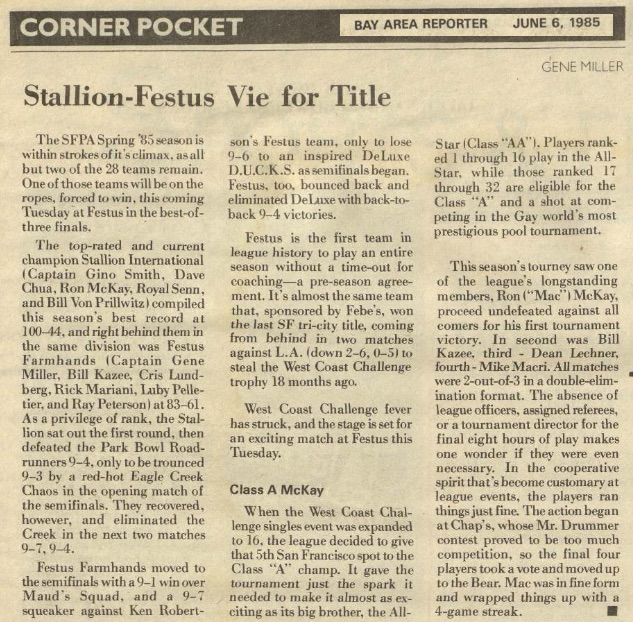 CORNER POCKET
BAY AREA REPORTER JUNE 6, 1985
GENE MILLER
Stallion-Festus Vie for Title
The SFPA Spring '85 season is
within strokes of it's climax, as all
but two of the 28 teams remain.
One of those teams will be on the
ropes, forced to win, this coming
Tuesday at Festus in the best-of-
three finals.
The top-rated and current
champion Stallion International
(Captain Gino Smith, Dave
Chua, Ron McKay, Royal Senn,
and Bill Von Prillwitz) compiled
this season's best record at
100-44, and right behind them in
the same division was Festus
Farmhands (Captain Gene
Miller, Bill Kazee, Cris Lund-
berg, Rick Mariani, Luby Pelle-
tier, and Ray Peterson) at 83-61.
As a privilege of rank, the Stal-
lion sat out the first round, then
defeated the Park Bowl Road-
runners 9-4, only to be trounced
9-3 by a red-hot Eagle Creek
Chaos in the opening match of
the semifinals. They recovered,
however, and eliminated the
Creek in the next two matches
9-7, 9-4.
Festus Farmhands moved to
the semifinals with a 9-1 win over
Maud's Squad, and a 9-7
squeaker against Ken Robert-
son's Festus team, only to lose
9-6 to an inspired DeLuxe
D.U.C.K.S. as semifinals began.
Festus, too, bounced back and
eliminated DeLuxe with back-to-
back 9-4 victories.
Festus is the first team in
league history to play an entire
season without a time-out for
coaching—a pre-season agree-
ment. It's almost the same team
that, sponsored by Febe's, won
the last SF tri-city title, coming
from behind in two matches
against L.A. (down 2-6, 0-5) to
steal the West Coast Challenge
trophy 18 months ago.
West Coast Challenge fever
has struck, and the stage is set for
an exciting match at Festus this
Tuesday.
Class A McKay
When the West Coast Chal-
lenge singles event was expanded
to 16, the league decided to give
that 5th San Francisco spot to the
Class "A" champ. It gave the
tournament just the spark it
needed to make it almost as ex-
citing as its big brother, the All-
Star (Class "AA"). Players rank-
ed 1 through 16 play in the All-
Star, while those ranked 17
through 32 are eligible for the
Class "A" and a shot at com-
peting in the Gay world's most
prestigious pool tournament.
This season's tourney saw one
of the league's longstanding
members, Ron ("Mac") McKay,
proceed undefeated against all
comers for his first tournament
victory. In second was Bill
Kazee, third - Dean Lechner,
fourth - Mike Macri. All matches
were 2-out-of-3 in a double-elim-
ination format. The absence of
league officers, assigned referees,
or a tournament director for the
final eight hours of play makes
one wonder if they were even
necessary. In the cooperative
spirit that's become customary at
league events, the players ran
things just fine. The action began
at Chap's, whose Mr. Drummer
contest proved to be too much
competition, so the final four
players took a vote and moved up
to the Bear. Mac was in fine form
and wrapped things up with a
4-game streak.